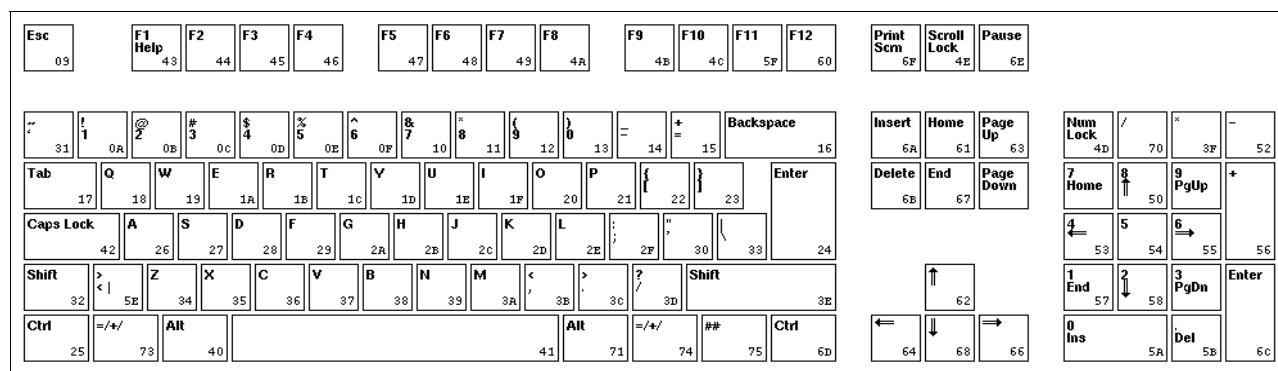 Esc F1 F2 F3 F4 F5 F6 F7 F8 F9 F10 F11 F12 Print Scroll Pause
Help Scrn Lock
09 43 44 45 46 47 48 49 4A 4B 4C 5F 60 6F 4E 6E
~ ! @ # $ % ^ & * ( ) _ + Backspace Insert Home Page Num / * -
` 1 2 3 4 5 6 7 8 9 0 - = Up Lock
31 0A 0B 0C 0D 0E 0F 10 11 12 13 14 15 16 6A 61 63 4D 70 3F 52
Tab Q W E R T Y U I O P { } Enter Delete End Page 7 8 9 +
[ ] Down Home ⇑ PgUp
17 18 19 1A 1B 1C 1D 1E 1F 20 21 22 23 6B 67 50
Caps Lock A S D F G H J K L : " | 4 5 6
; ' \ ⇐ ⇒
42 26 27 28 29 2A 2B 2C 2D 2E 2F 30 33 24 53 54 55 56
Shift > Z X C V B N M < > ? Shift ⇑ 1 2 3 Enter
< | , . / End ⇓ PgDn
32 5E 34 35 36 37 38 39 3A 3B 3C 3D 3E 62 57 58
Ctrl =/+/ Alt Alt =/+/ ## Ctrl ⇐ ⇓ ⇒ 0 .
Ins Del
25 73 40 41 71 74 75 6D 64 68 66 5A 5B 6C